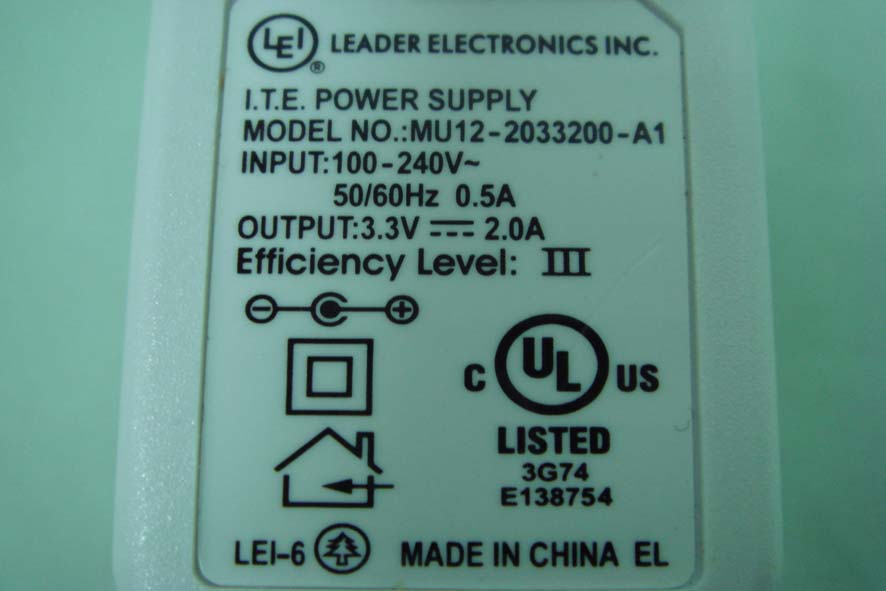 LEI® LEADER ELECTRONICS INC.
I.T.E. POWER SUPPLY
MODEL NO.:MU12-2033200-A1
INPUT:100-240V~
50/60Hz 0.5A
OUTPUT:3.3V ⎓ 2.0A
Efficiency Level: III
C UL US
LISTED
3G74
E138754
LEI-6 MADE IN CHINA EL